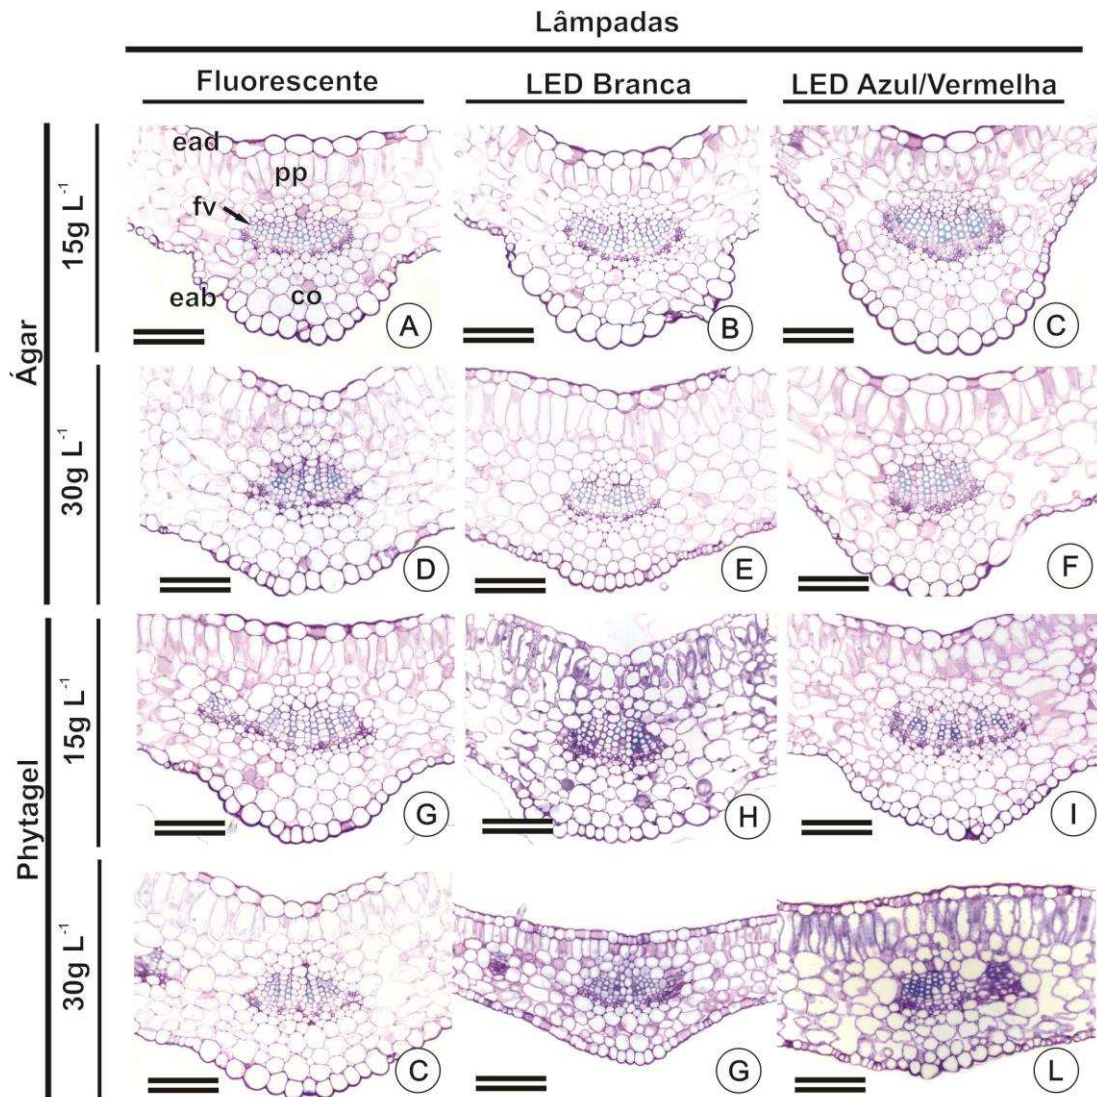 Lâmpadas
Fluorescente
LED Branca
LED Azul/Vermelha
Ágar
15g L⁻¹
ead
pp
fv
eab
co
A
B
C
30g L⁻¹
D
E
F
Phytagel
15g L⁻¹
G
H
I
30g L⁻¹
C
G
L